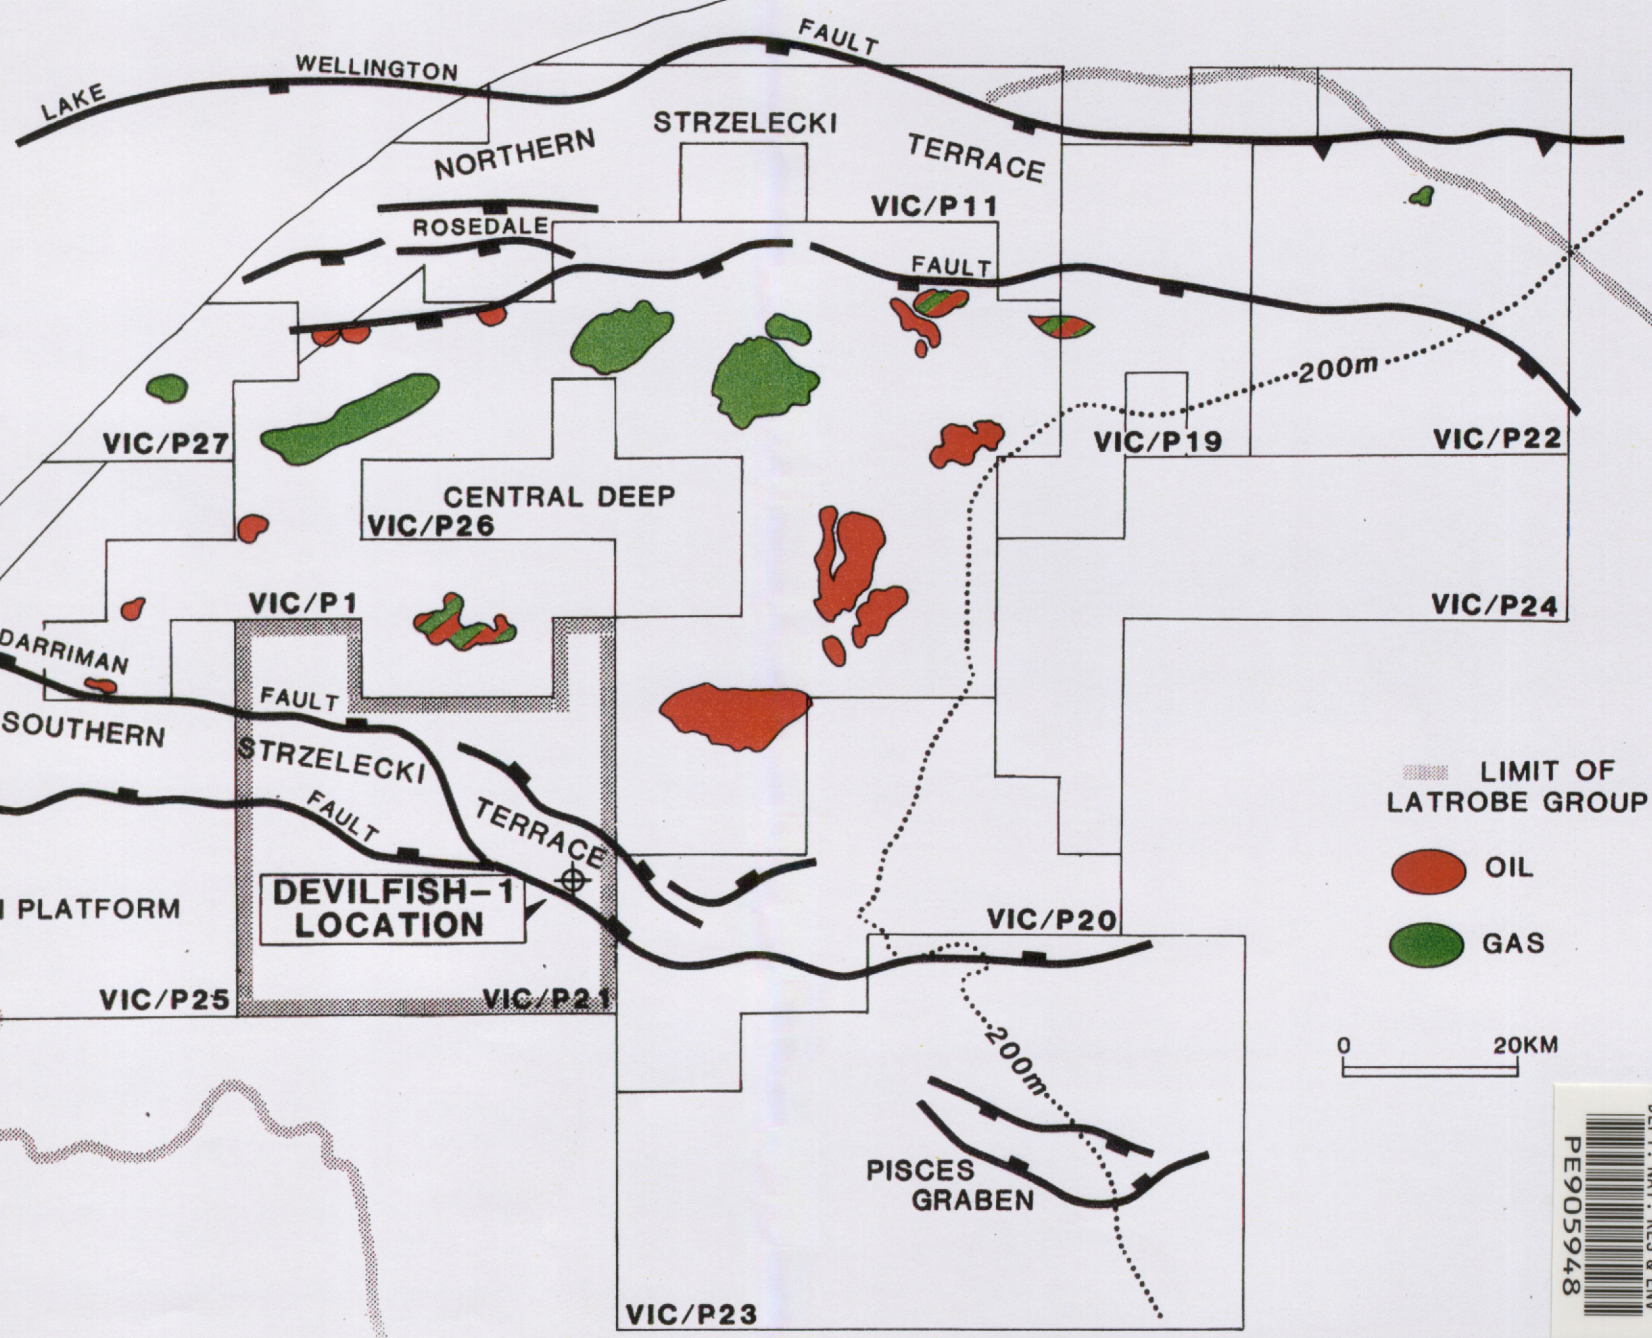 LAKE
WELLINGTON
FAULT
NORTHERN
STRZELECKI
TERRACE
VIC/P11
ROSEDALE
FAULT
200m
VIC/P27
VIC/P19
VIC/P22
CENTRAL DEEP
VIC/P26
VIC/P1
VIC/P24
DARRIMAN
FAULT
SOUTHERN
STRZELECKI
TERRACE
FAULT
DEVILFISH-1
LOCATION
PLATFORM
VIC/P25
VIC/P21
VIC/P20
LIMIT OF
LATROBE GROUP
OIL
GAS
0 20KM
200m
PISCES
GRABEN
VIC/P23
PE905948